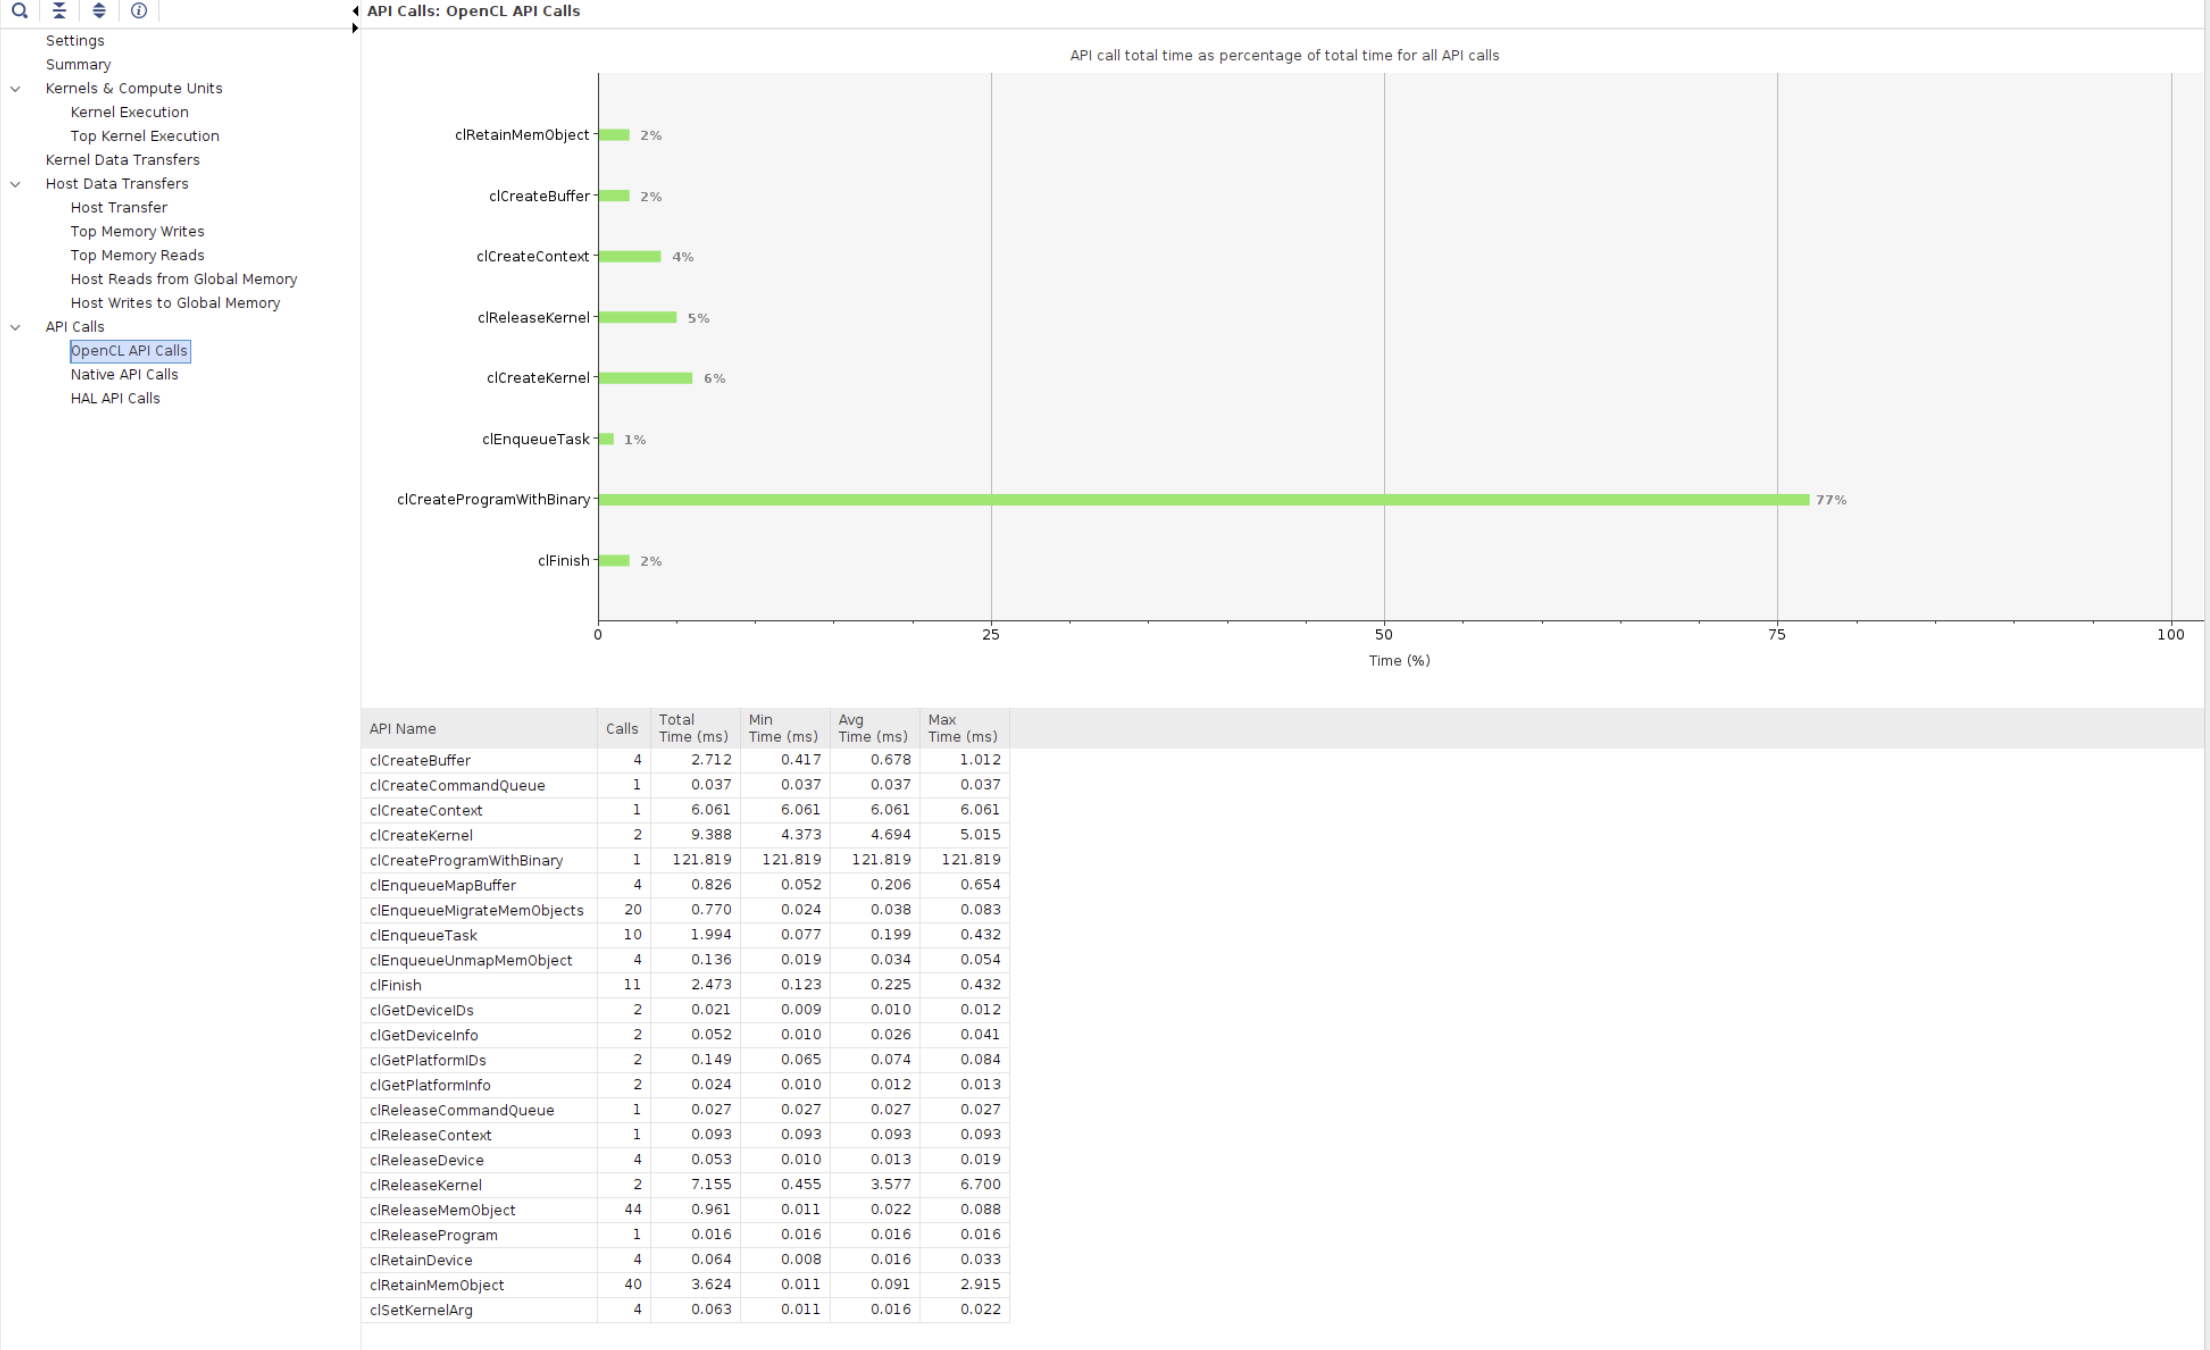 API Calls: OpenCL API Calls
Settings
Summary
Kernels & Compute Units
Kernel Execution
Top Kernel Execution
Kernel Data Transfers
Host Data Transfers
Host Transfer
Top Memory Writes
Top Memory Reads
Host Reads from Global Memory
Host Writes to Global Memory
API Calls
OpenCL API Calls
Native API Calls
HAL API Calls
API call total time as percentage of total time for all API calls
clRetainMemObject 2%
clCreateBuffer 2%
clCreateContext 4%
clReleaseKernel 5%
clCreateKernel 6%
clEnqueueTask 1%
clCreateProgramWithBinary 77%
clFinish 2%
0 25 50 75 100
Time (%)
API Name Calls Total Time (ms) Min Time (ms) Avg Time (ms) Max Time (ms)
clCreateBuffer 4 2.712 0.417 0.678 1.012
clCreateCommandQueue 1 0.037 0.037 0.037 0.037
clCreateContext 1 6.061 6.061 6.061 6.061
clCreateKernel 2 9.388 4.373 4.694 5.015
clCreateProgramWithBinary 1 121.819 121.819 121.819 121.819
clEnqueueMapBuffer 4 0.826 0.052 0.206 0.654
clEnqueueMigrateMemObjects 20 0.770 0.024 0.038 0.083
clEnqueueTask 10 1.994 0.077 0.199 0.432
clEnqueueUnmapMemObject 4 0.136 0.019 0.034 0.054
clFinish 11 2.473 0.123 0.225 0.432
clGetDeviceIDs 2 0.021 0.009 0.010 0.012
clGetDeviceInfo 2 0.052 0.010 0.026 0.041
clGetPlatformIDs 2 0.149 0.065 0.074 0.084
clGetPlatformInfo 2 0.024 0.010 0.012 0.013
clReleaseCommandQueue 1 0.027 0.027 0.027 0.027
clReleaseContext 1 0.093 0.093 0.093 0.093
clReleaseDevice 4 0.053 0.010 0.013 0.019
clReleaseKernel 2 7.155 0.455 3.577 6.700
clReleaseMemObject 44 0.961 0.011 0.022 0.088
clReleaseProgram 1 0.016 0.016 0.016 0.016
clRetainDevice 4 0.064 0.008 0.016 0.033
clRetainMemObject 40 3.624 0.011 0.091 2.915
clSetKernelArg 4 0.063 0.011 0.016 0.022